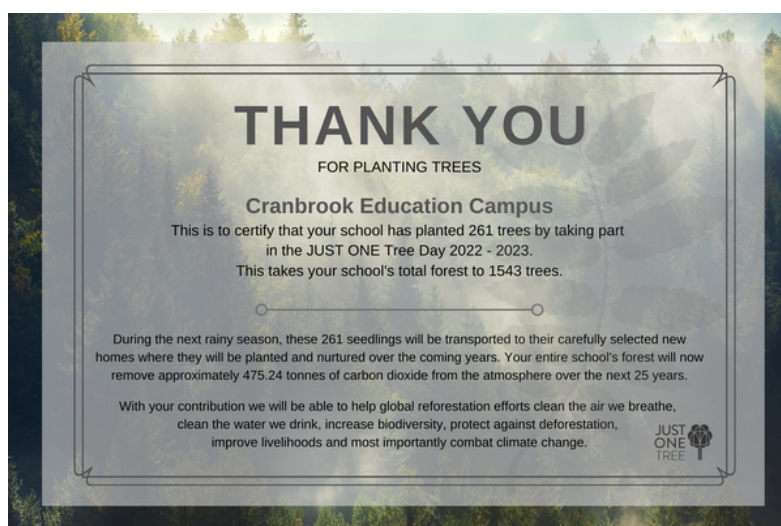 THANK YOU
FOR PLANTING TREES
Cranbrook Education Campus
This is to certify that your school has planted 261 trees by taking part
in the JUST ONE Tree Day 2022 - 2023.
This takes your school's total forest to 1543 trees.
During the next rainy season, these 261 seedlings will be transported to their carefully selected new
homes where they will be planted and nurtured over the coming years. Your entire school's forest will now
remove approximately 475.24 tonnes of carbon dioxide from the atmosphere over the next 25 years.
With your contribution we will be able to help global reforestation efforts clean the air we breathe,
clean the water we drink, increase biodiversity, protect against deforestation,
improve livelihoods and most importantly combat climate change.
JUST
ONE
TREE